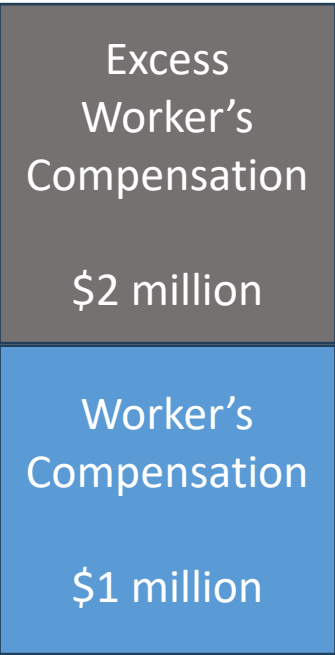 Excess
Worker’s
Compensation
$2 million
Worker’s
Compensation
$1 million